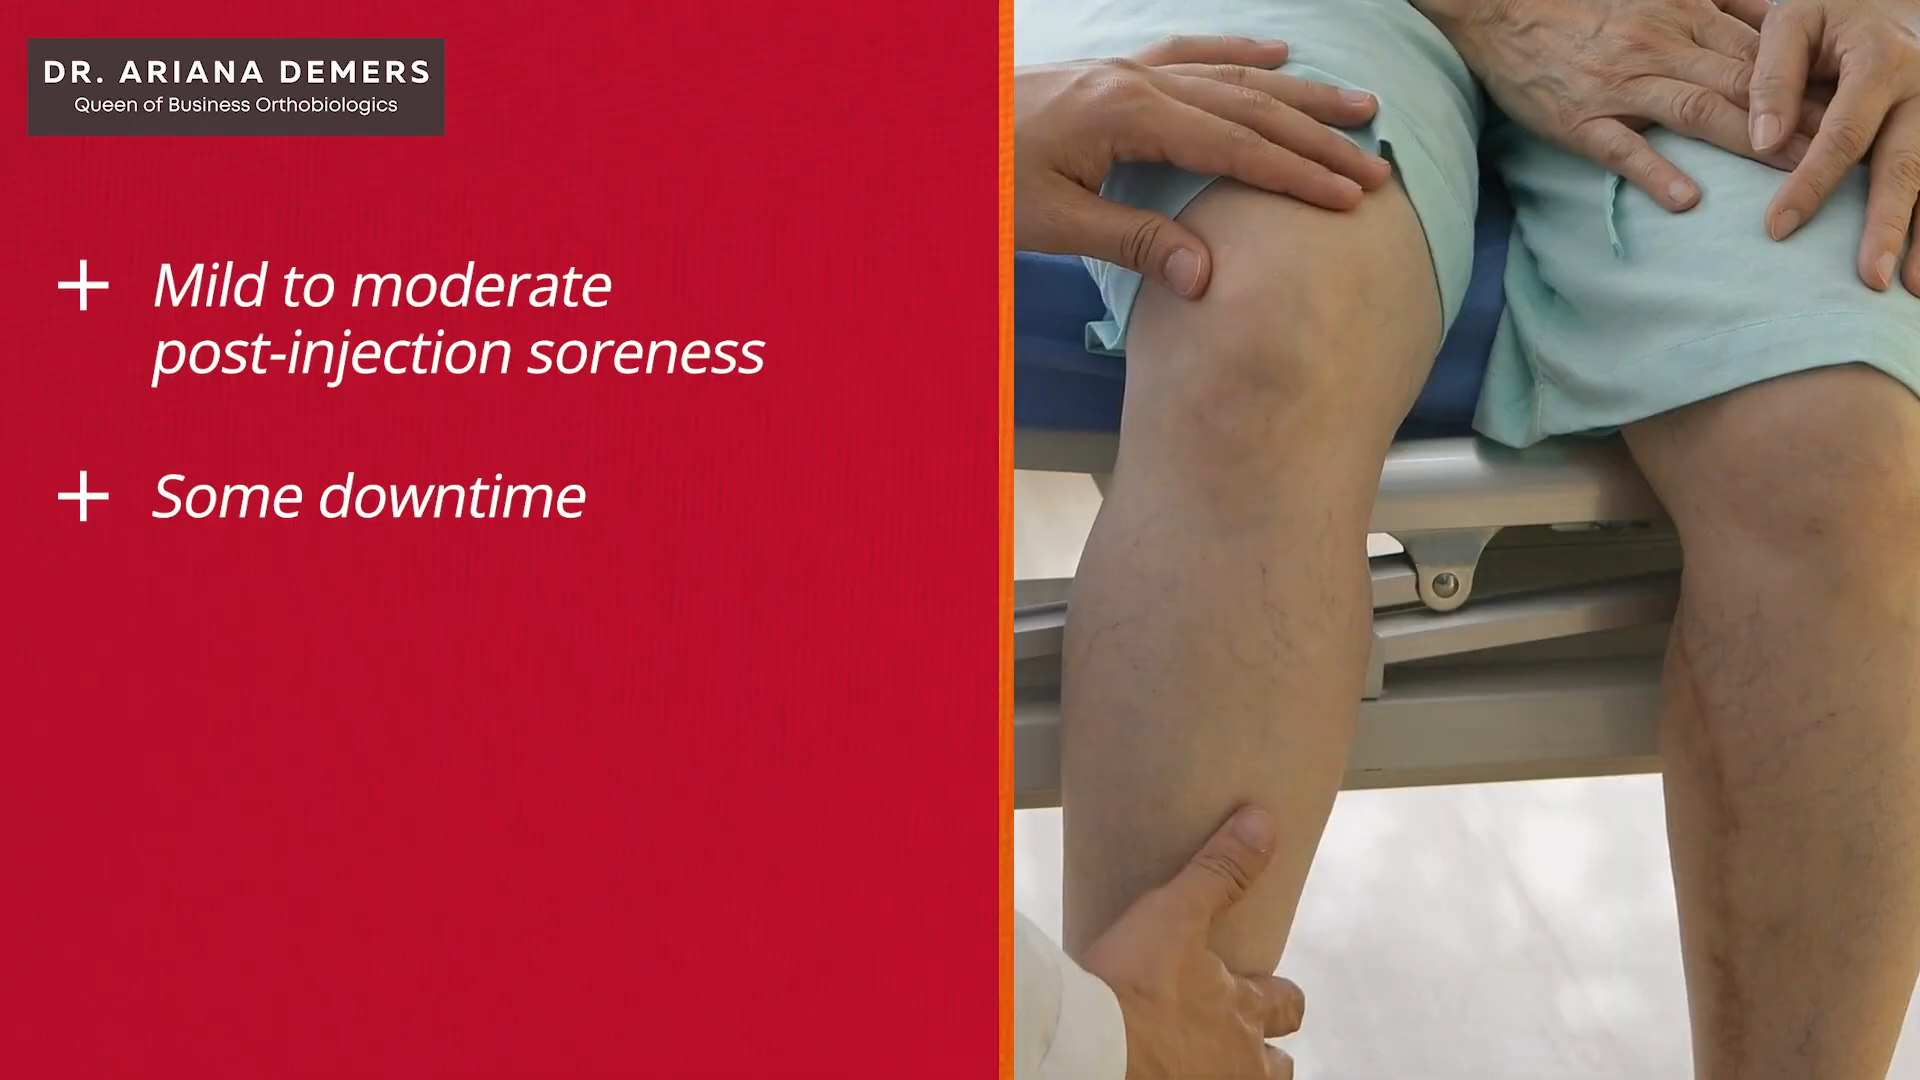 DR. ARIANA DEMERS
Queen of Business Orthobiologics
+ Mild to moderate
post-injection soreness
+ Some downtime